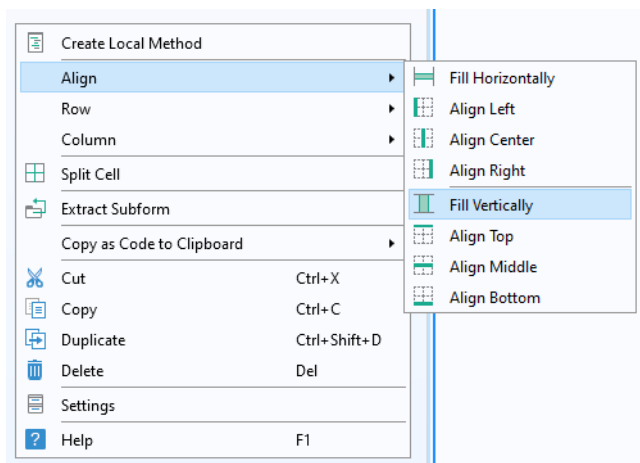 Create Local Method
Align
Row
Column
Split Cell
Extract Subform
Copy as Code to Clipboard
Cut Ctrl+X
Copy Ctrl+C
Duplicate Ctrl+Shift+D
Delete Del
Settings
? Help F1
Fill Horizontally
Align Left
Align Center
Align Right
Fill Vertically
Align Top
Align Middle
Align Bottom